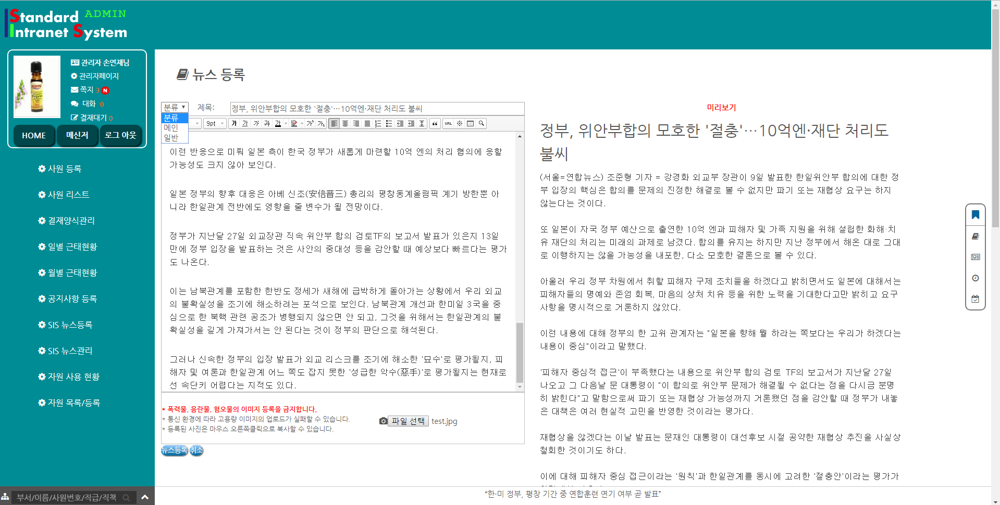 Standard ADMIN
Intranet System
관리자 손연재님
관리자페이지
쪽지 3 N
대화 0
결재대기 0
HOME 메신저 로그 아웃
사원 등록
사원 리스트
결재양식관리
일별 근태현황
월별 근태현황
공지사항 등록
SIS 뉴스등록
SIS 뉴스관리
자원 사용 현황
자원 목록/등록
부서/이름/사원번호/직급/직책
뉴스 등록
분류 제목: 정부, 위안부합의 모호한 '절충'…10억엔·재단 처리도 불씨
분류
메인
일반
9pt 가 가 가 가 가 가² 가₁ URL
이런 반응으로 미뤄 일본 측이 한국 정부가 새롭게 마련할 10억 엔의 처리 협의에 응할
가능성도 크지 않아 보인다.
일본 정부의 향후 대응은 아베 신조(安倍晋三) 총리의 평창동계올림픽 계기 방한뿐 아
니라 한일관계 전반에도 영향을 줄 변수가 될 전망이다.
정부가 지난달 27일 외교장관 직속 위안부 합의 검토TF의 보고서 발표가 있은지 13일
만에 정부 입장을 발표하는 것은 사안의 중대성 등을 감안할 때 예상보다 빠르다는 평가
도 나온다.
이는 남북관계를 포함한 한반도 정세가 새해에 급박하게 돌아가는 상황에서 우리 외교
의 불확실성을 조기에 해소하려는 포석으로 보인다. 남북관계 개선과 한미일 3국을 중
심으로 한 북핵 관련 공조가 병행되지 않으면 안 되고, 그것을 위해서는 한일관계의 불
확실성을 길게 가져가서는 안 된다는 것이 정부의 판단으로 해석된다.
그러나 신속한 정부의 입장 발표가 외교 리스크를 조기에 해소한 '묘수'로 평가될지, 피
해자 및 여론과 한일관계 어느 쪽도 잡지 못한 '성급한 악수(惡手)'로 평가될지는 현재로
선 속단키 어렵다는 지적도 있다.
* 폭력물, 음란물, 혐오물의 이미지 등록을 금지합니다.
* 통신 환경에 따라 고용량 이미지의 업로드가 실패할 수 있습니다.
* 등록된 사진은 마우스 오른쪽클릭으로 복사할 수 있습니다.
파일 선택 test.jpg
뉴스등록 취소
미리보기
정부, 위안부합의 모호한 '절충'…10억엔·재단 처리도
불씨
(서울=연합뉴스) 조준형 기자 = 강경화 외교부 장관이 9일 발표한 한일위안부 합의에 대한 정
부 입장의 핵심은 합의를 문제의 진정한 해결로 볼 수 없지만 파기 또는 재협상 요구는 하지
않는다는 것이다.
또 일본이 자국 정부 예산으로 출연한 10억 엔과 피해자 및 가족 지원을 위해 설립한 화해·치
유 재단의 처리는 미래의 과제로 남겼다. 합의를 유지는 하지만 지난 정부에서 해온 대로 그대
로 이행하지는 않을 가능성을 내포한, 다소 모호한 결론으로 볼 수 있다.
아울러 우리 정부 차원에서 취할 피해자 구제 조치들을 하겠다고 밝히면서도 일본에 대해서는
피해자들의 명예와 존엄 회복, 마음의 상처 치유 등을 위한 노력을 기대한다고만 밝히고 요구
사항을 명시적으로 거론하지 않았다.
이런 내용에 대해 정부의 한 고위 관계자는 "일본을 향해 뭘 하라는 쪽보다는 우리가 하겠다는
내용이 중심"이라고 말했다.
'피해자 중심적 접근'이 부족했다는 내용으로 위안부 합의 검토 TF의 보고서가 지난달 27일
나오고 그 다음날 문 대통령이 "이 합의로 위안부 문제가 해결될 수 없다는 점을 다시금 분명
히 밝힌다"고 말함으로써 파기 또는 재협상 가능성까지 거론됐던 점을 감안할 때 정부가 내놓
은 대책은 여러 현실적 고민을 반영한 것이라는 평가다.
재협상을 않겠다는 이날 발표는 문재인 대통령이 대선후보 시절 공약한 재협상 추진을 사실상
철회한 것이기도 하다.
이에 대해 피해자 중심 접근이라는 '원칙'과 한일관계를 동시에 고려한 '절충안'이라는 평가가
“한·미 정부, 평창 기간 중 연합훈련 연기 여부 곧 발표”